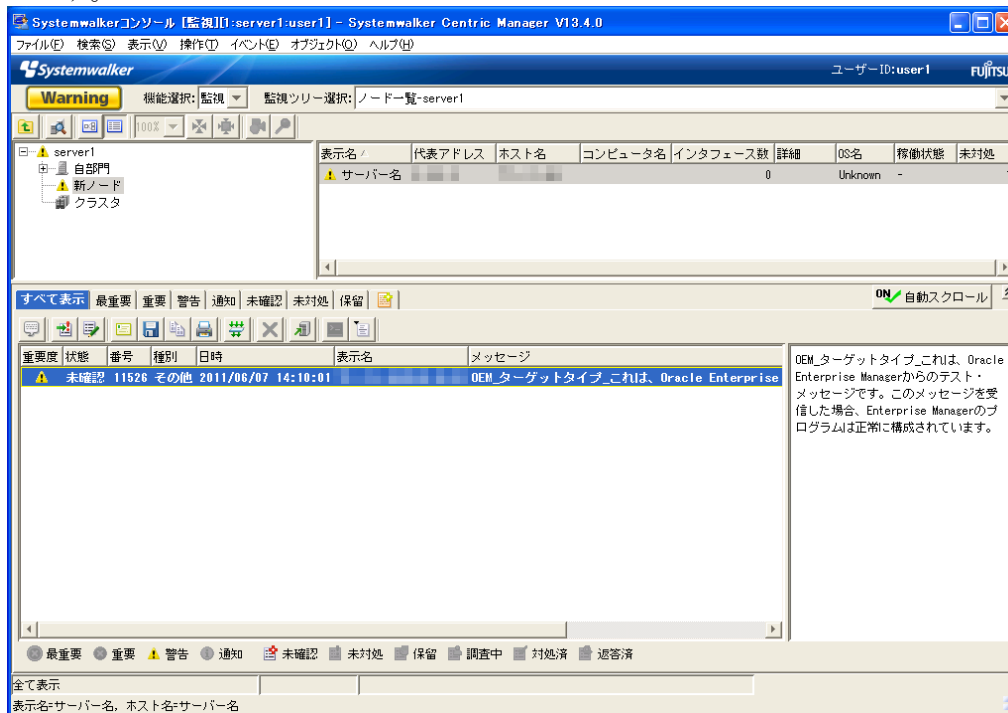 Systemwalkerコンソール [監視][1:server1:user1] - Systemwalker Centric Manager V13.4.0
ファイル(F) 検索(S) 表示(V) 操作(T) イベント(E) オブジェクト(O) ヘルプ(H)
Systemwalker ユーザーID:user1 FUJITSU
Warning 機能選択: 監視 監視ツリー選択: ノード一覧-server1
100%
server1
自部門
新ノード
クラスタ
表示名 代表アドレス ホスト名 コンピュータ名 インタフェース数 詳細 OS名 稼働状態 未対処
サーバー名 0 Unknown -
すべて表示 最重要 重要 警告 通知 未確認 未対処 保留 ON 自動スクロール
重要度 状態 番号 種別 日時 表示名 メッセージ
未確認 11526 その他 2011/06/07 14:10:01 OEM_ターゲットタイプ_これは、Oracle Enterprise
OEM_ターゲットタイプ_これは、Oracle
Enterprise Managerからのテスト・
メッセージです。このメッセージを受
信した場合、Enterprise Managerのプ
ログラムは正常に構成されています。
最重要 重要 警告 通知 未確認 未対処 保留 調査中 対処済 返答済
全て表示
表示名=サーバー名, ホスト名=サーバー名